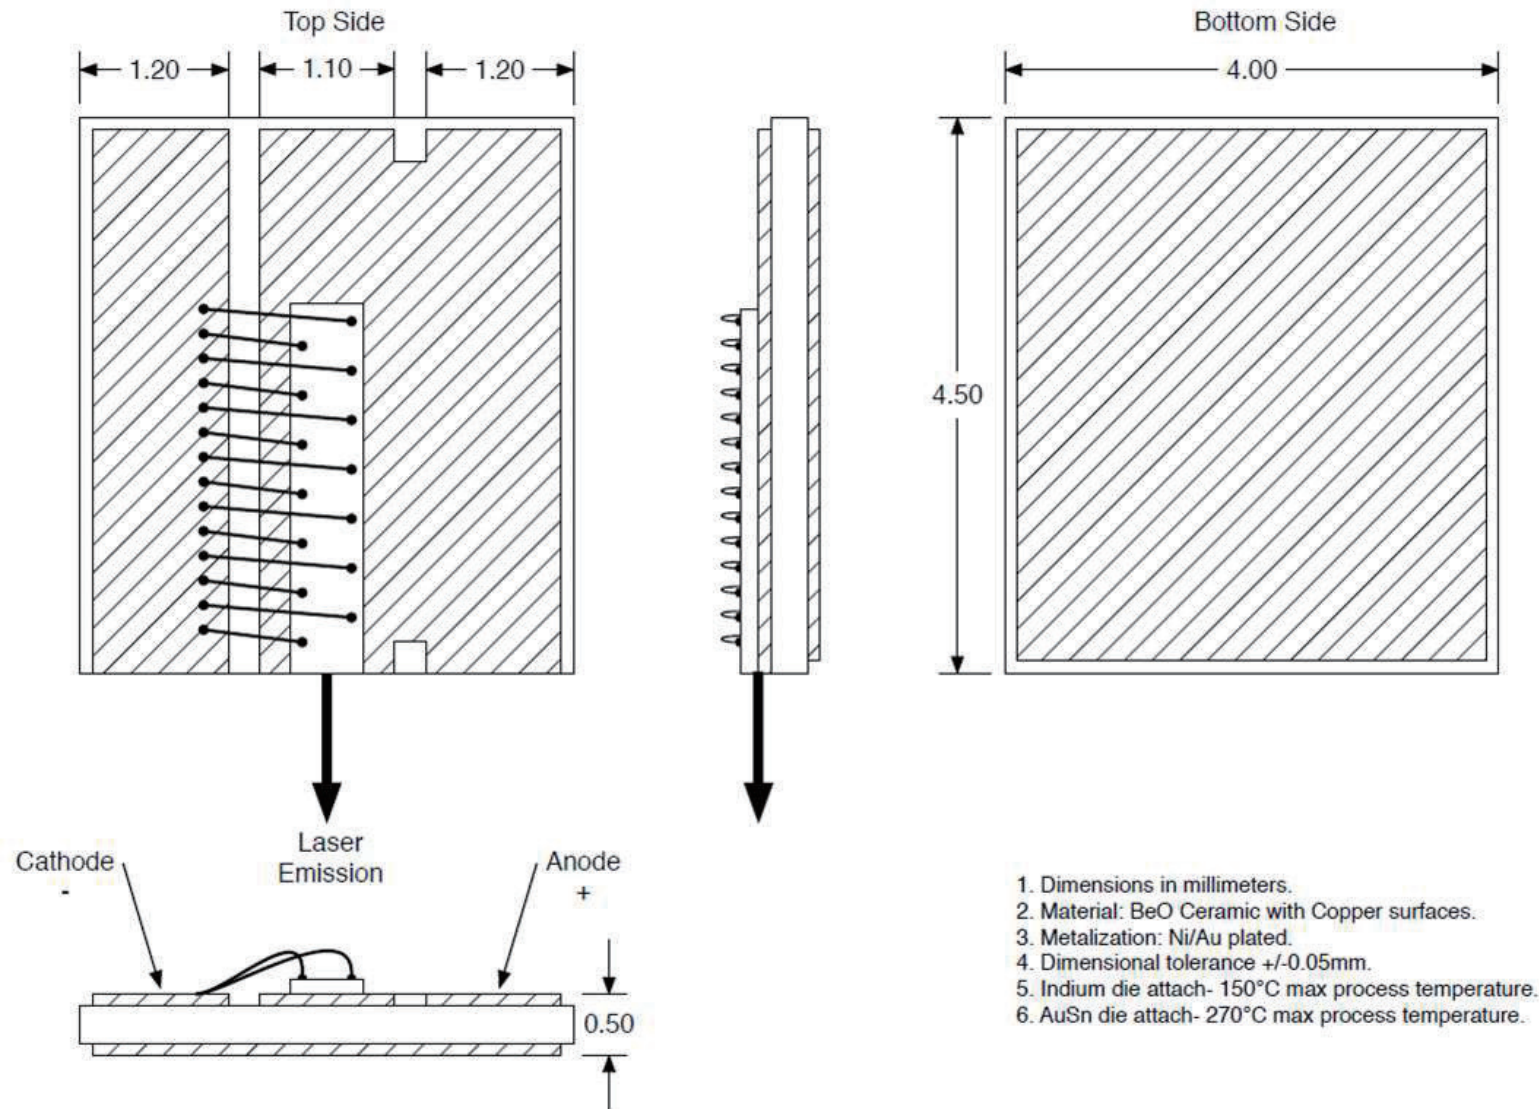 Top Side
Bottom Side
1.20
1.10
1.20
4.00
4.50
Laser
Emission
Cathode
-
Anode
+
0.50
1. Dimensions in millimeters.
2. Material: BeO Ceramic with Copper surfaces.
3. Metalization: Ni/Au plated.
4. Dimensional tolerance +/-0.05mm.
5. Indium die attach- 150°C max process temperature.
6. AuSn die attach- 270°C max process temperature.